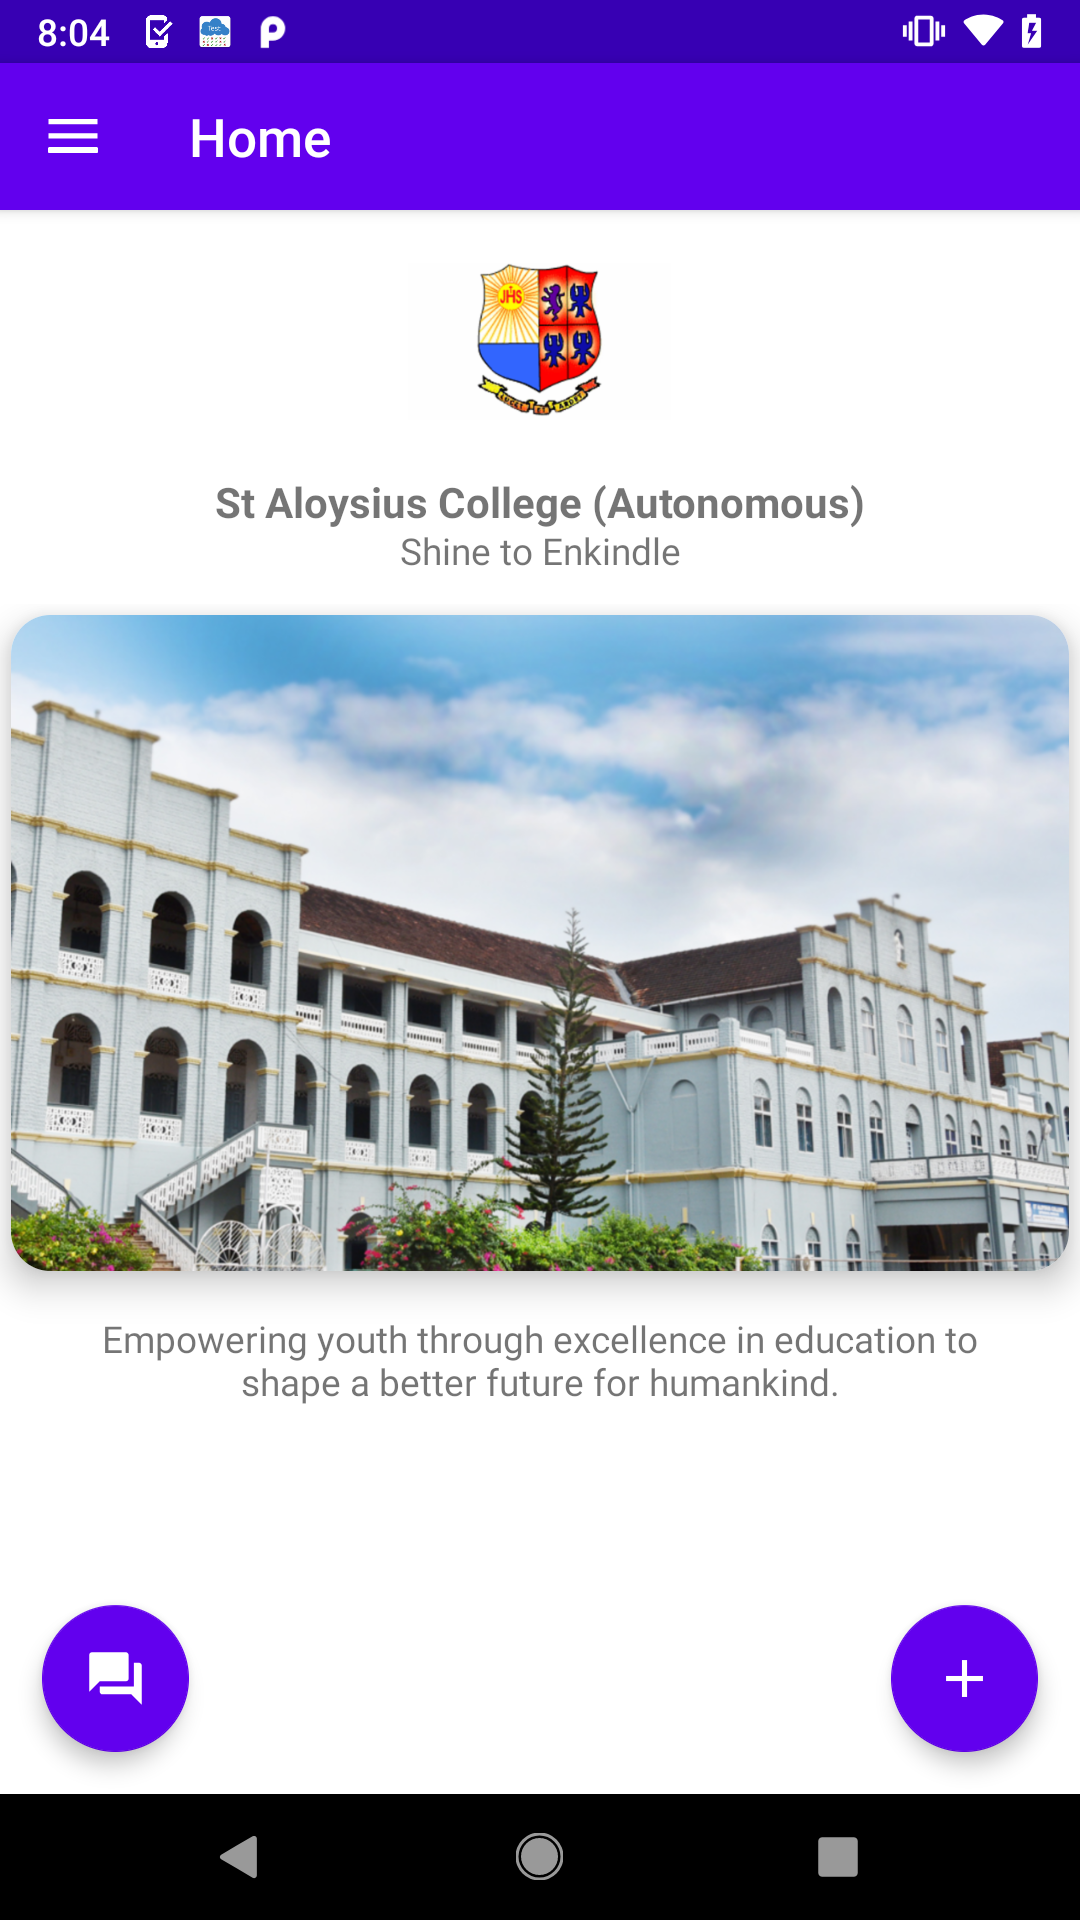 8:04
Test
Home
JHS
St Aloysius College (Autonomous)
Shine to Enkindle
Empowering youth through excellence in education to
shape a better future for humankind.